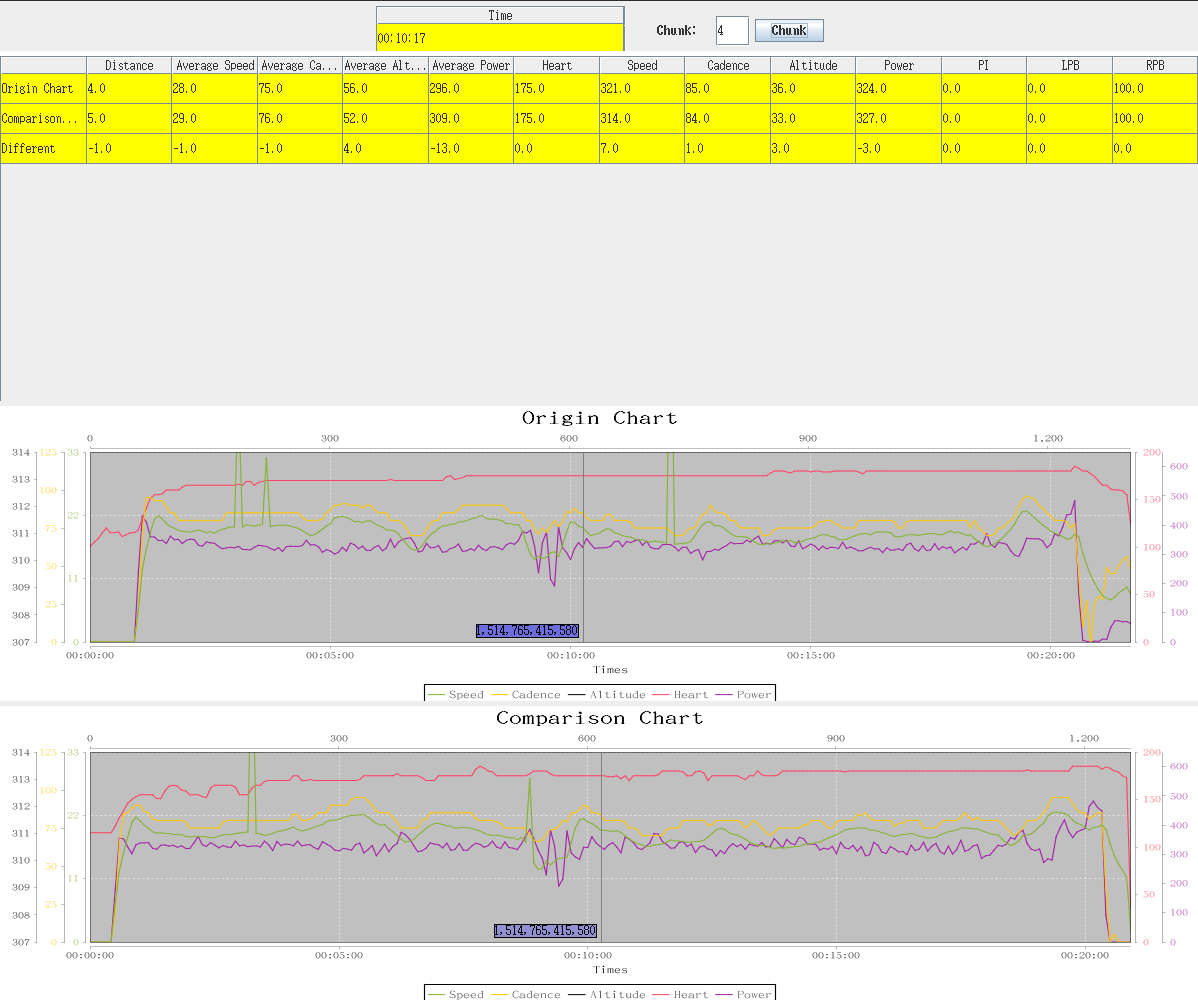 Time
00:10:17
Chunk: 4 Chunk
Distance Average Speed Average Ca... Average Alt... Average Power Heart Speed Cadence Altitude Power PI LPB RPB
Origin Chart 4.0 28.0 75.0 56.0 296.0 175.0 321.0 85.0 36.0 324.0 0.0 0.0 100.0
Comparison... 5.0 29.0 76.0 52.0 309.0 175.0 314.0 84.0 33.0 327.0 0.0 0.0 100.0
Different -1.0 -1.0 -1.0 4.0 -13.0 0.0 7.0 1.0 3.0 -3.0 0.0 0.0 0.0
Origin Chart
0 300 600 900 1.200
314 125 33 200
600
313
100 500
312 150
22
311 75 400
100
310 50 300
11
309 200
50
308 25 100
307 0 0 0 0
1,514,765,415,580
00:00:00 00:05:00 00:10:00 00:15:00 00:20:00
Times
Speed Cadence Altitude Heart Power
Comparison Chart
0 300 600 900 1.200
314 125 33 200
600
313
100 500
312 150
22
311 75 400
100
310 50 300
11
309 200
50
308 25 100
307 0 0 0 0
1,514,765,415,580
00:00:00 00:05:00 00:10:00 00:15:00 00:20:00
Times
Speed Cadence Altitude Heart Power